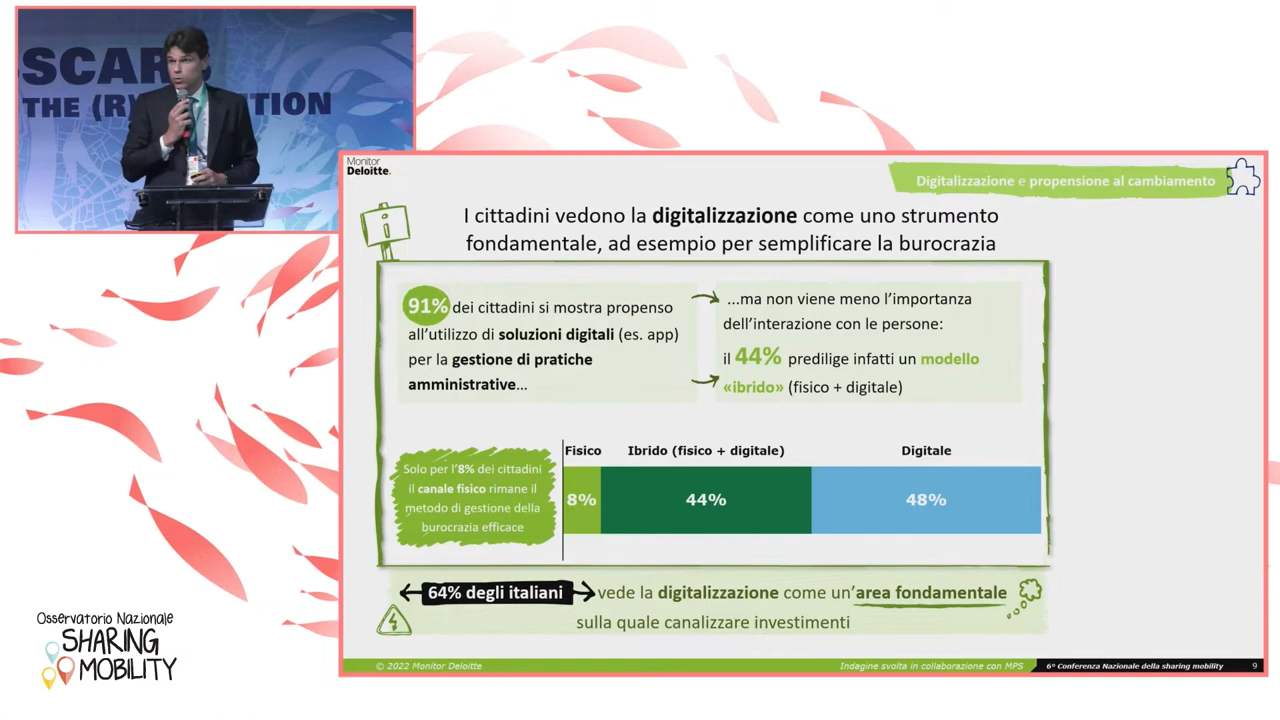 SCAR
THE (R) TION
Monitor
Deloitte.
Digitalizzazione e propensione al cambiamento
I cittadini vedono la digitalizzazione come uno strumento
fondamentale, ad esempio per semplificare la burocrazia
91% dei cittadini si mostra propenso
all'utilizzo di soluzioni digitali (es. app)
per la gestione di pratiche
amministrative...
...ma non viene meno l'importanza
dell'interazione con le persone:
il 44% predilige infatti un modello
«ibrido» (fisico + digitale)
Fisico Ibrido (fisico + digitale) Digitale
Solo per l'8% dei cittadini
il canale fisico rimane il
metodo di gestione della
burocrazia efficace
8% 44% 48%
64% degli italiani vede la digitalizzazione come un'area fondamentale
sulla quale canalizzare investimenti
© 2022 Monitor Deloitte
Indagine svolta in collaborazione con MPS
6° Conferenza Nazionale della sharing mobility
9
Osservatorio Nazionale
SHARING
MOBILITY